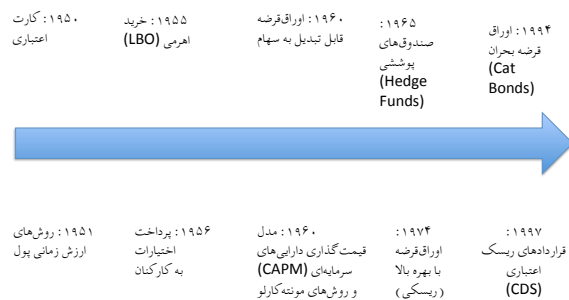 ۱۹۵۰: کارت
اعتباری
۱۹۵۵: خرید
اهرمی (LBO)
۱۹۶۰: اوراق‌قرضه
قابل تبدیل به سهام
۱۹۶۵:
صندوق‌های
پوششی
(Hedge
Funds)
۱۹۹۴: اوراق
قرضه بحران
(Cat
Bonds)
۱۹۵۱: روش‌های
ارزش زمانی پول
۱۹۵۶: پرداخت
اختیارات
به کارکنان
۱۹۶۰: مدل
قیمت‌گذاری دارایی‌های
سرمایه‌ای (CAPM)
و روش‌های مونته‌کارلو
۱۹۷۴:
اوراق‌قرضه
با بهره بالا
(ریسکی)
۱۹۹۷:
قراردادهای ریسک
اعتباری
(CDS)